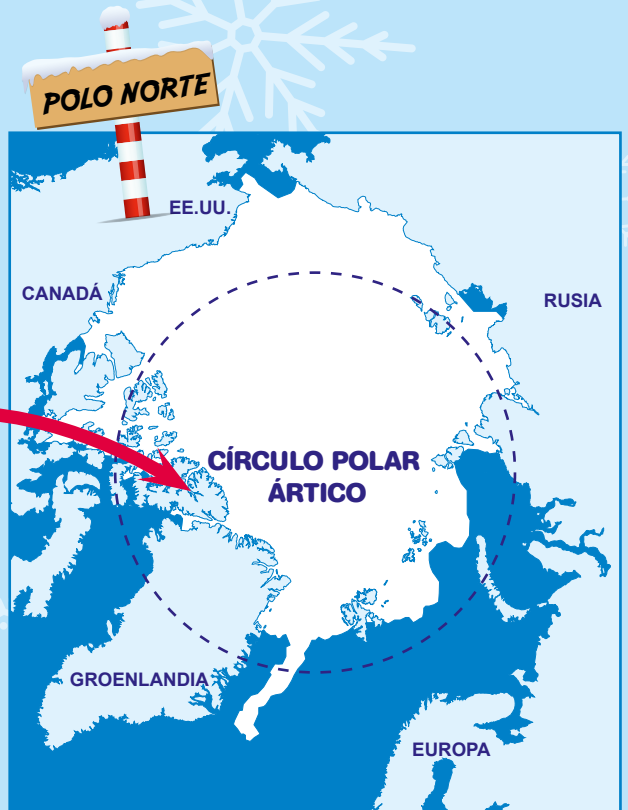 POLO NORTE
EE.UU.
CANADÁ
RUSIA
CÍRCULO POLAR
ÁRTICO
GROENLANDIA
EUROPA